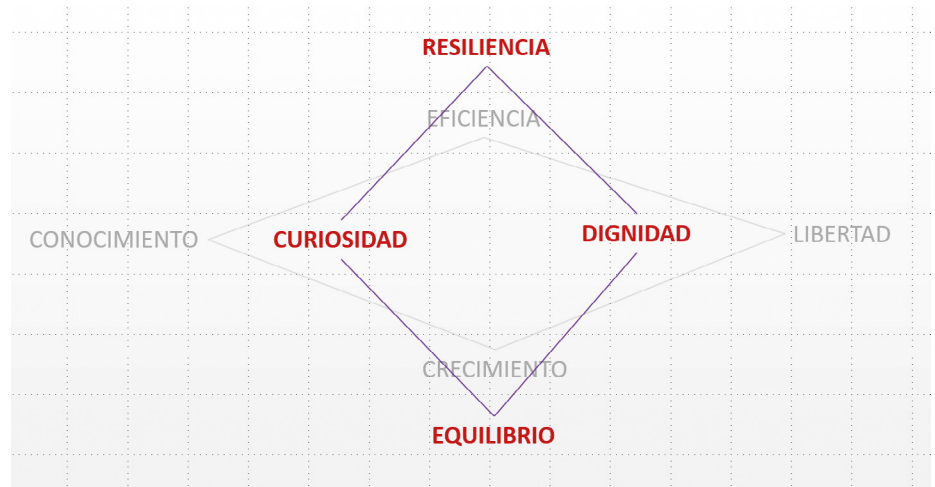 RESILIENCIA
EFICIENCIA
CONOCIMIENTO
CURIOSIDAD
DIGNIDAD
LIBERTAD
CRECIMIENTO
EQUILIBRIO